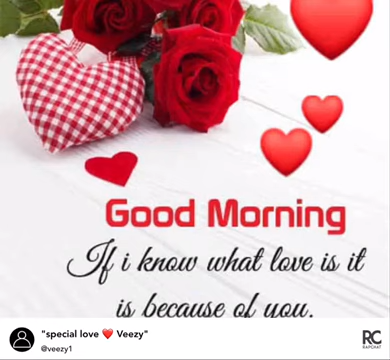 Good Morning
If i know what love is it
is because of you.
"special love ❤️ Veezy"
@veezy1
RC
RAPCHAT